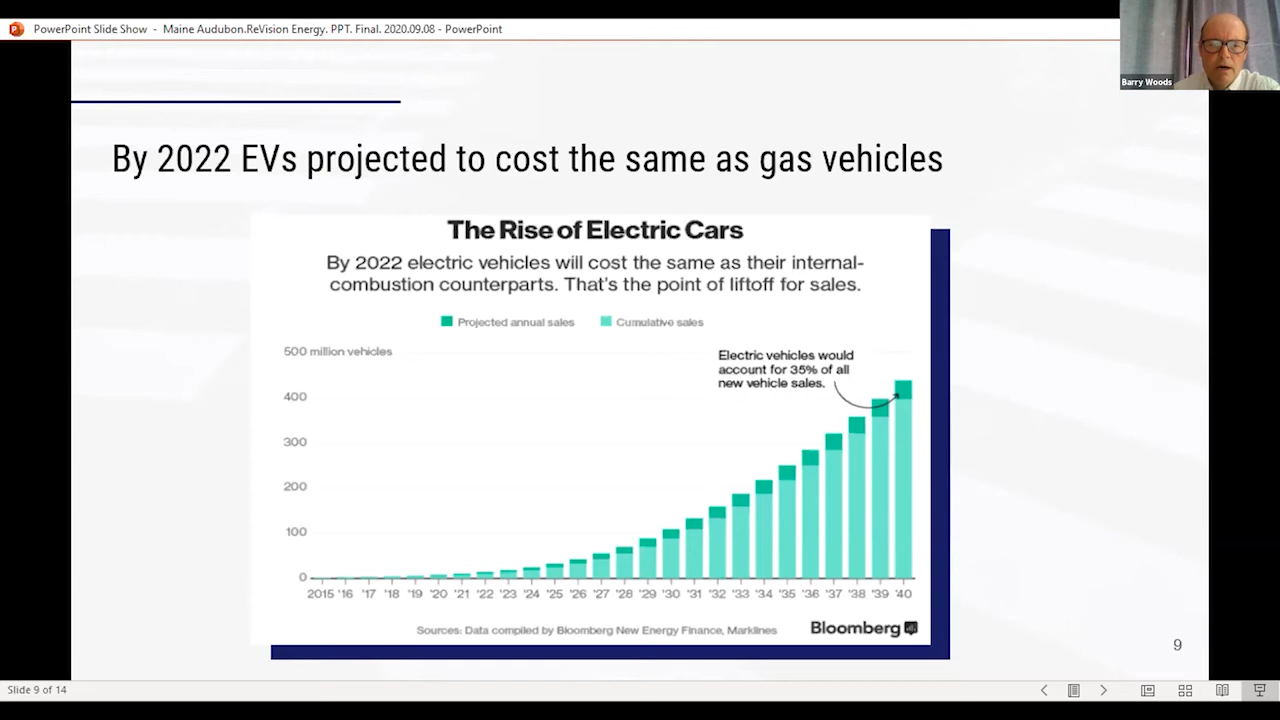 PowerPoint Slide Show - Maine Audubon.ReVision Energy. PPT. Final. 2020.09.08 - PowerPoint
Barry Woods
By 2022 EVs projected to cost the same as gas vehicles
The Rise of Electric Cars
By 2022 electric vehicles will cost the same as their internal-
combustion counterparts. That's the point of liftoff for sales.
Projected annual sales Cumulative sales
500 million vehicles
Electric vehicles would
account for 35% of all
new vehicle sales.
400
300
200
100
0
2015 '16 '17 '18 '19 '20 '21 '22 '23 '24 '25 '26 '27 '28 '29 '30 '31 '32 '33 '34 '35 '36 '37 '38 '39 '40
Sources: Data compiled by Bloomberg New Energy Finance, Marklines
Bloomberg
9
Slide 9 of 14